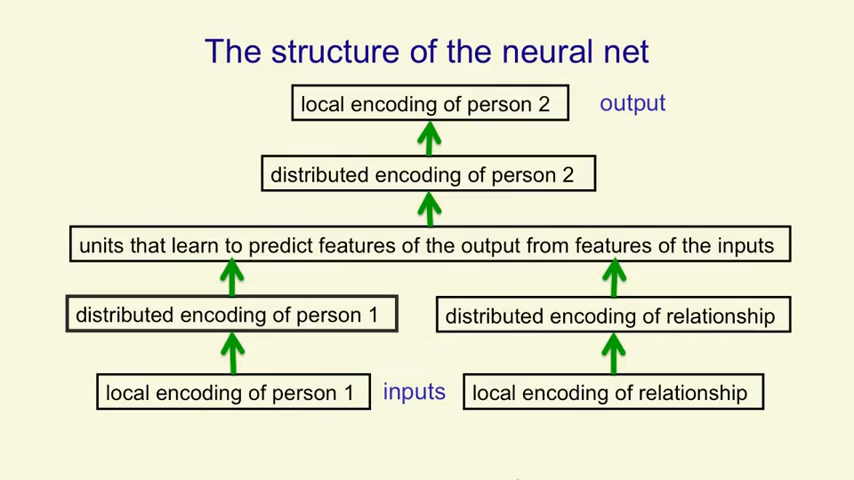 The structure of the neural net
local encoding of person 2
output
distributed encoding of person 2
units that learn to predict features of the output from features of the inputs
distributed encoding of person 1
distributed encoding of relationship
local encoding of person 1
inputs
local encoding of relationship